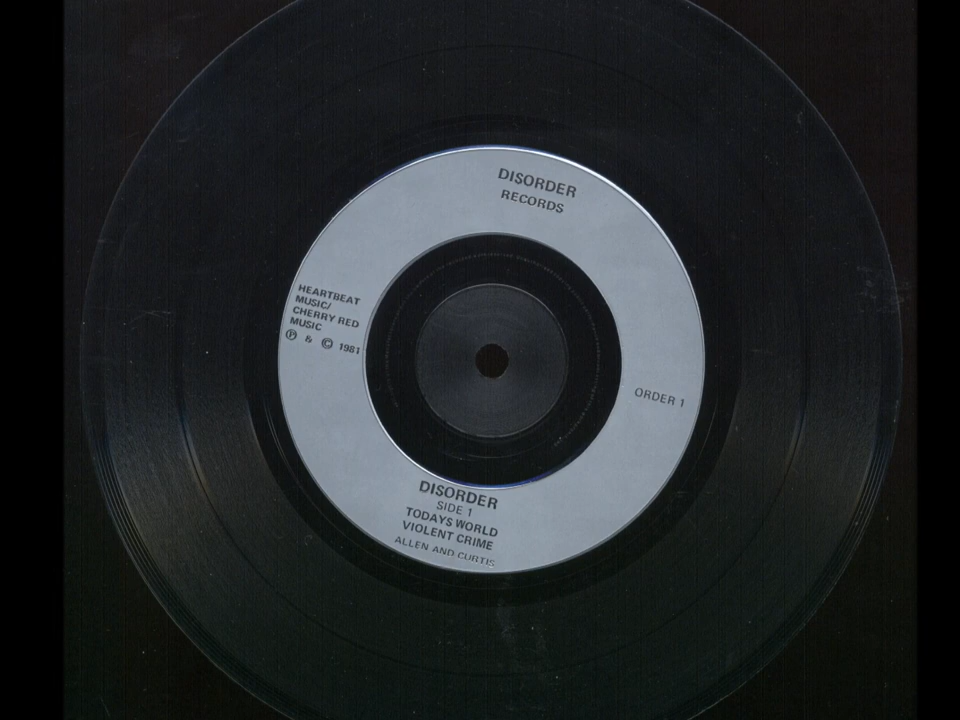 DISORDER
RECORDS
HEARTBEAT
MUSIC/
CHERRY RED
MUSIC
Ⓟ & © 1981
ORDER 1
DISORDER
SIDE 1
TODAYS WORLD
VIOLENT CRIME
ALLEN AND CURTIS